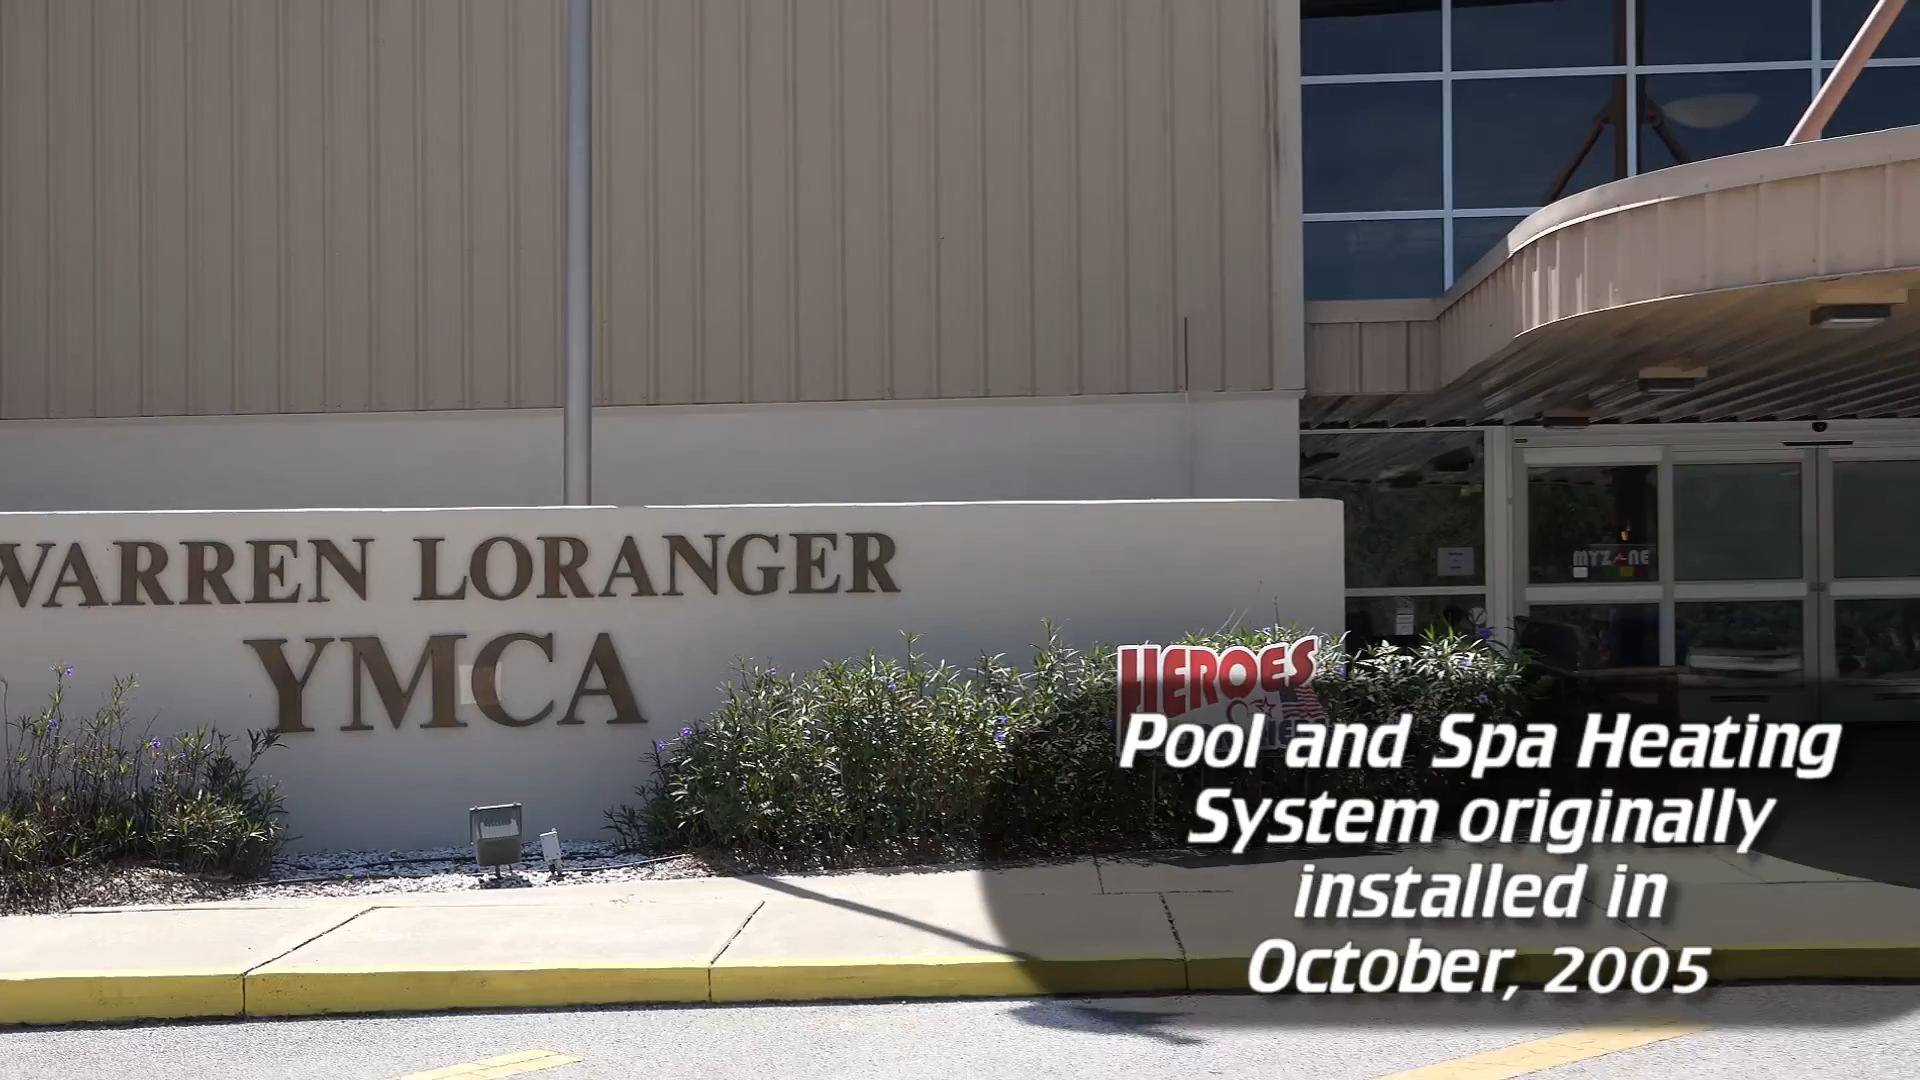 WARREN LORANGER
YMCA
MYZONE
HEROES
Pool and Spa Heating
System originally
installed in
October, 2005